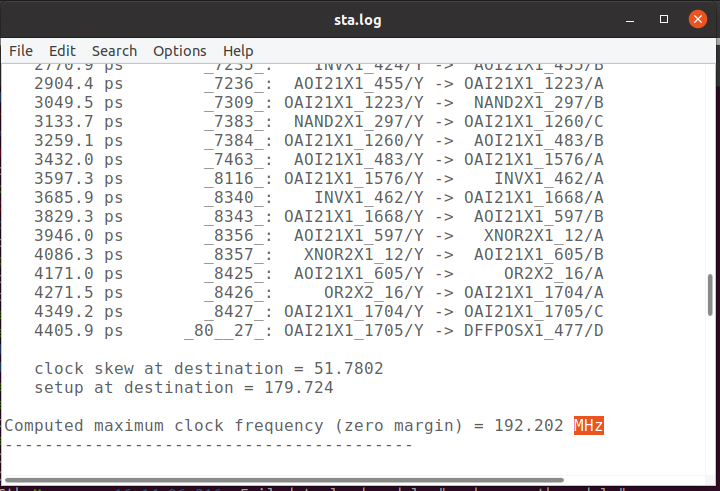 sta.log
File Edit Search Options Help
2770.9 ps _7235_: INVX1_424/Y -> AOI21X1_455/B
2904.4 ps _7236_: AOI21X1_455/Y -> OAI21X1_1223/A
3049.5 ps _7309_: OAI21X1_1223/Y -> NAND2X1_297/B
3133.7 ps _7383_: NAND2X1_297/Y -> OAI21X1_1260/C
3259.1 ps _7384_: OAI21X1_1260/Y -> AOI21X1_483/B
3432.0 ps _7463_: AOI21X1_483/Y -> OAI21X1_1576/A
3597.3 ps _8116_: OAI21X1_1576/Y -> INVX1_462/A
3685.9 ps _8340_: INVX1_462/Y -> OAI21X1_1668/A
3829.3 ps _8343_: OAI21X1_1668/Y -> AOI21X1_597/B
3946.0 ps _8356_: AOI21X1_597/Y -> XNOR2X1_12/A
4086.3 ps _8357_: XNOR2X1_12/Y -> AOI21X1_605/B
4171.0 ps _8425_: AOI21X1_605/Y -> OR2X2_16/A
4271.5 ps _8426_: OR2X2_16/Y -> OAI21X1_1704/A
4349.2 ps _8427_: OAI21X1_1704/Y -> OAI21X1_1705/C
4405.9 ps _80__27_: OAI21X1_1705/Y -> DFFPOSX1_477/D
clock skew at destination = 51.7802
setup at destination = 179.724
Computed maximum clock frequency (zero margin) = 192.202 MHz
-----------------------------------------